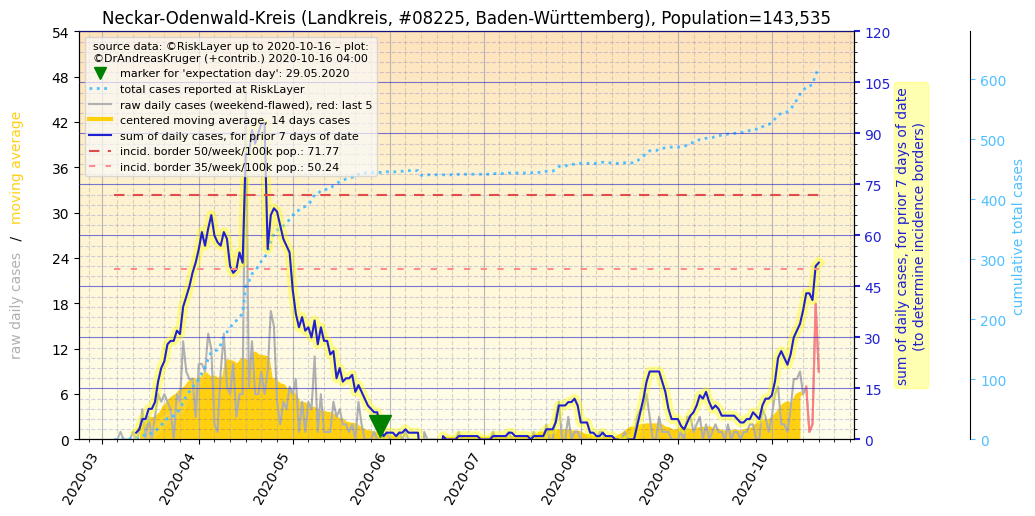 Neckar-Odenwald-Kreis (Landkreis, #08225, Baden-Württemberg), Population=143,535
source data: ©RiskLayer up to 2020-10-16 – plot:
©DrAndreasKruger (+contrib.) 2020-10-16 04:00
marker for 'expectation day': 29.05.2020
total cases reported at RiskLayer
raw daily cases (weekend-flawed), red: last 5
centered moving average, 14 days cases
sum of daily cases, for prior 7 days of date
incid. border 50/week/100k pop.: 71.77
incid. border 35/week/100k pop.: 50.24
raw daily cases / moving average
54
48
42
36
30
24
18
12
6
0
2020-03
2020-04
2020-05
2020-06
2020-07
2020-08
2020-09
2020-10
120
105
90
75
60
45
30
15
0
sum of daily cases, for prior 7 days of date
(to determine incidence borders)
600
500
400
300
200
100
0
cumulative total cases